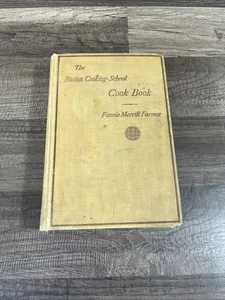 The
Boston Cooking-School
Cook Book
Fannie Merritt Farmer